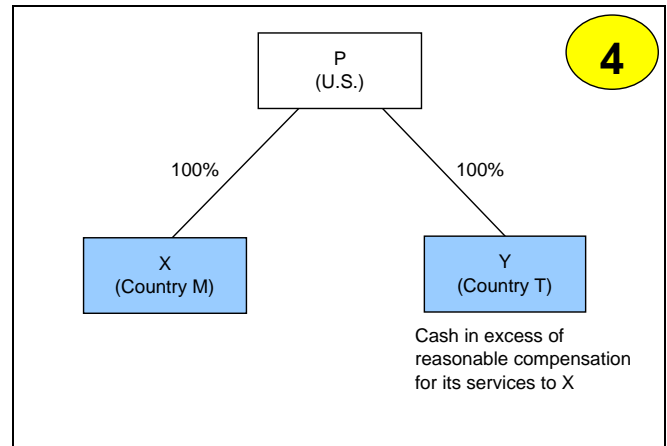 P
(U.S.)
4
100%
100%
X
(Country M)
Y
(Country T)
Cash in excess of
reasonable compensation
for its services to X